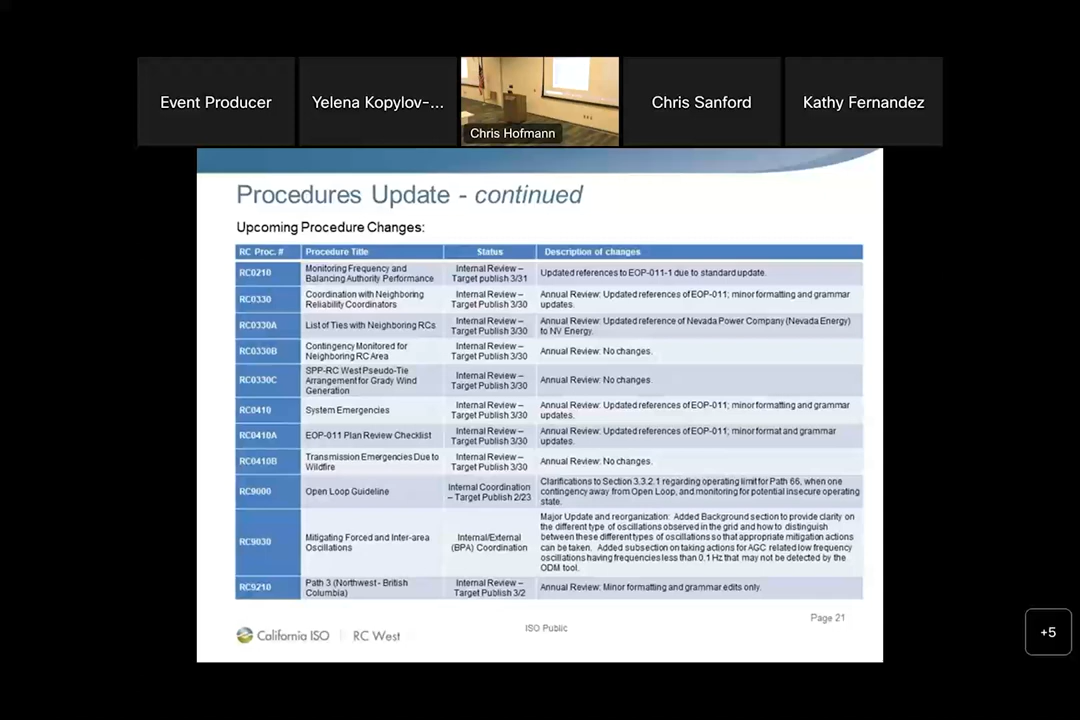 Event Producer
Yelena Kopylov-...
Chris Hofmann
Chris Sanford
Kathy Fernandez
Procedures Update - continued
Upcoming Procedure Changes:
RC Proc. # Procedure Title Status Description of changes
RC0210
Monitoring Frequency and
Balancing Authority Performance
Internal Review –
Target publish 3/31
Updated references to EOP-011-1 due to standard update.
RC0330
Coordination with Neighboring
Reliability Coordinators
Internal Review –
Target Publish 3/30
Annual Review: Updated references of EOP-011; minor formatting and grammar
updates.
RC0330A
List of Ties with Neighboring RCs
Internal Review –
Target Publish 3/30
Annual Review: Updated reference of Nevada Power Company (Nevada Energy)
to NV Energy.
RC0330B
Contingency Monitored for
Neighboring RC Area
Internal Review –
Target Publish 3/30
Annual Review: No changes.
RC0330C
SPP-RC West Pseudo-Tie
Arrangement for Grady Wind
Generation
Internal Review –
Target Publish 3/30
Annual Review: No changes
RC0410
System Emergencies
Internal Review –
Target Publish 3/30
Annual Review: Updated references of EOP-011; minor formatting and grammar
updates.
RC0410A
EOP-011 Plan Review Checklist
Internal Review –
Target Publish 3/30
Annual Review: Updated references of EOP-011; minor format and grammar
updates.
RC0410B
Transmission Emergencies Due to
Wildfire
Internal Review –
Target Publish 3/30
Annual Review: No changes.
RC9000
Open Loop Guideline
Internal Coordination
– Target Publish 2/23
Clarifications to Section 3.3.2.1 regarding operating limit for Path 66, when one
contingency away from Open Loop, and monitoring for potential insecure operating
state.
RC9030
Mitigating Forced and Inter-area
Oscillations
Internal/External
(BPA) Coordination
Major Update and reorganization: Added Background section to provide clarity on
the different type of oscillations observed in the grid and how to distinguish
between these different types of oscillations so that appropriate mitigation actions
can be taken. Added subsection on taking actions for AGC related low frequency
oscillations having frequencies less than 0.1 Hz that may not be detected by the
ODM tool.
RC9210
Path 3 (Northwest - British
Columbia)
Internal Review –
Target Publish 3/2
Annual Review: Minor formatting and grammar edits only.
Page 21
California ISO RC West
ISO Public
+5